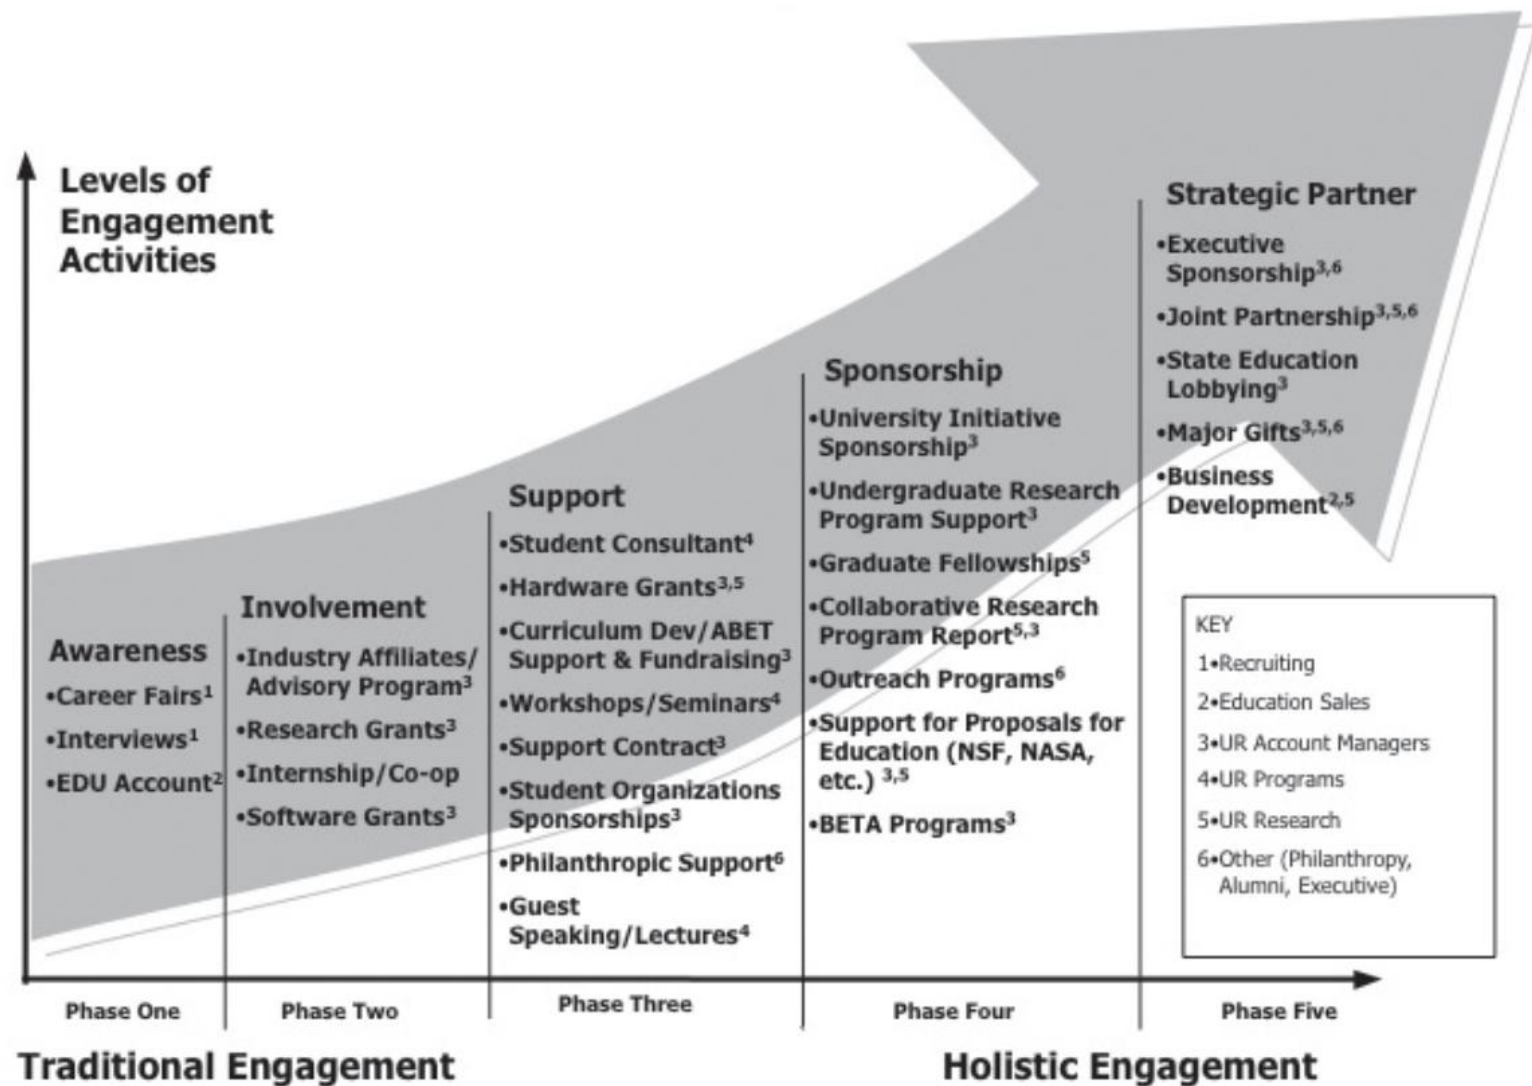 Levels of
Engagement
Activities
Awareness
•Career Fairs¹
•Interviews¹
•EDU Account²
Involvement
•Industry Affiliates/
Advisory Program³
•Research Grants³
•Internship/Co-op
•Software Grants³
Support
•Student Consultant⁴
•Hardware Grants³,⁵
•Curriculum Dev/ABET
Support & Fundraising³
•Workshops/Seminars⁴
•Support Contract³
•Student Organizations
Sponsorships³
•Philanthropic Support⁶
•Guest
Speaking/Lectures⁴
Sponsorship
•University Initiative
Sponsorship³
•Undergraduate Research
Program Support³
•Graduate Fellowships⁵
•Collaborative Research
Program Report⁵,³
•Outreach Programs⁶
•Support for Proposals for
Education (NSF, NASA,
etc.) ³,⁵
•BETA Programs³
Strategic Partner
•Executive
Sponsorship³,⁶
•Joint Partnership³,⁵,⁶
•State Education
Lobbying³
•Major Gifts³,⁵,⁶
•Business
Development²,⁵
KEY
1•Recruiting
2•Education Sales
3•UR Account Managers
4•UR Programs
5•UR Research
6•Other (Philanthropy,
Alumni, Executive)
Phase One
Phase Two
Phase Three
Phase Four
Phase Five
Traditional Engagement
Holistic Engagement